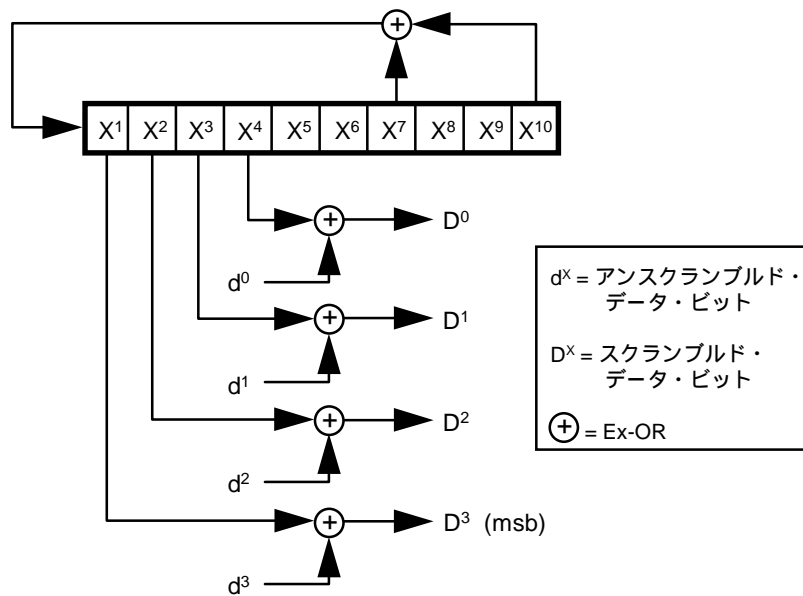 +
X¹ X² X³ X⁴ X⁵ X⁶ X⁷ X⁸ X⁹ X¹⁰
+ D⁰
d⁰
+ D¹
d¹
+ D²
d²
+ D³ (msb)
d³
dˣ = アンスクランブルド・
データ・ビット
Dˣ = スクランブルド・
データ・ビット
+ = Ex-OR